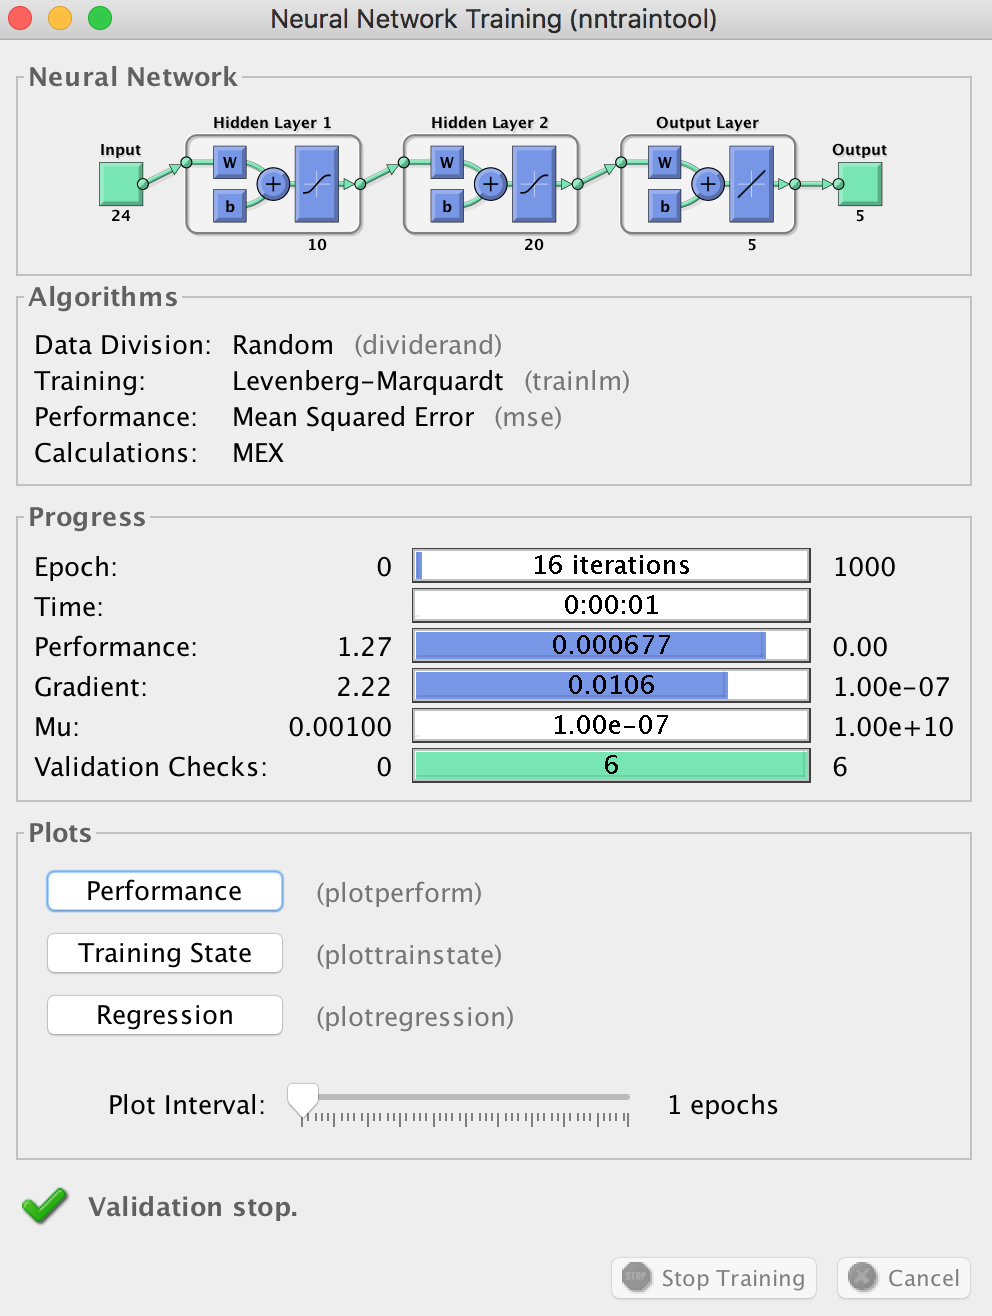 Neural Network Training (nntraintool)
Neural Network
Hidden Layer 1 Hidden Layer 2 Output Layer
Input Output
W W W
b b b
24 5
10 20 5
Algorithms
Data Division: Random (dividerand)
Training: Levenberg-Marquardt (trainlm)
Performance: Mean Squared Error (mse)
Calculations: MEX
Progress
Epoch: 0 16 iterations 1000
Time: 0:00:01
Performance: 1.27 0.000677 0.00
Gradient: 2.22 0.0106 1.00e-07
Mu: 0.00100 1.00e-07 1.00e+10
Validation Checks: 0 6 6
Plots
Performance (plotperform)
Training State (plottrainstate)
Regression (plotregression)
Plot Interval: 1 epochs
Validation stop.
STOP Stop Training Cancel